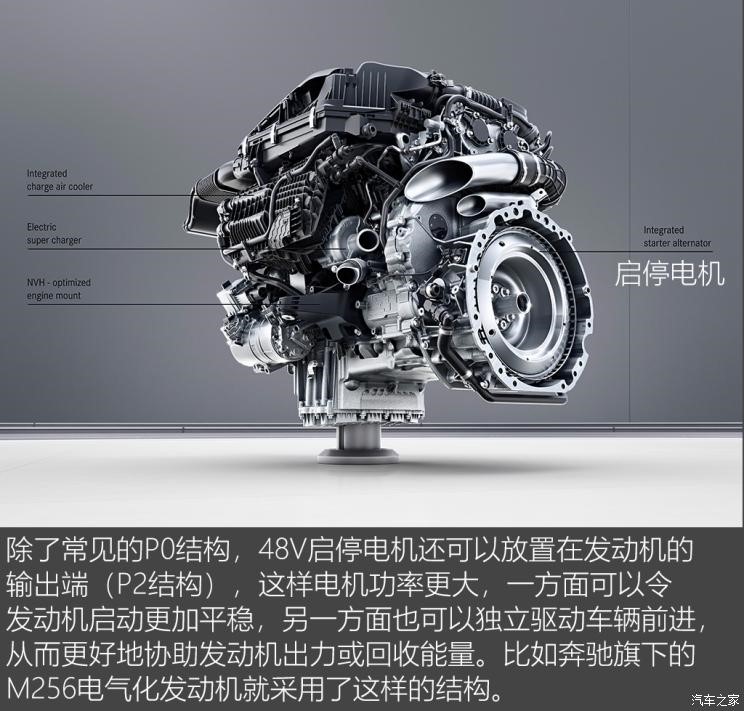 Integrated
charge air cooler
Electric
super charger
NVH - optimized
engine mount
Integrated
starter alternator
启停电机
除了常见的P0结构，48V启停电机还可以放置在发动机的
输出端（P2结构），这样电机功率更大，一方面可以令
发动机启动更加平稳，另一方面也可以独立驱动车辆前进，
从而更好地协助发动机出力或回收能量。比如奔驰旗下的
M256电气化发动机就采用了这样的结构。
汽车之家